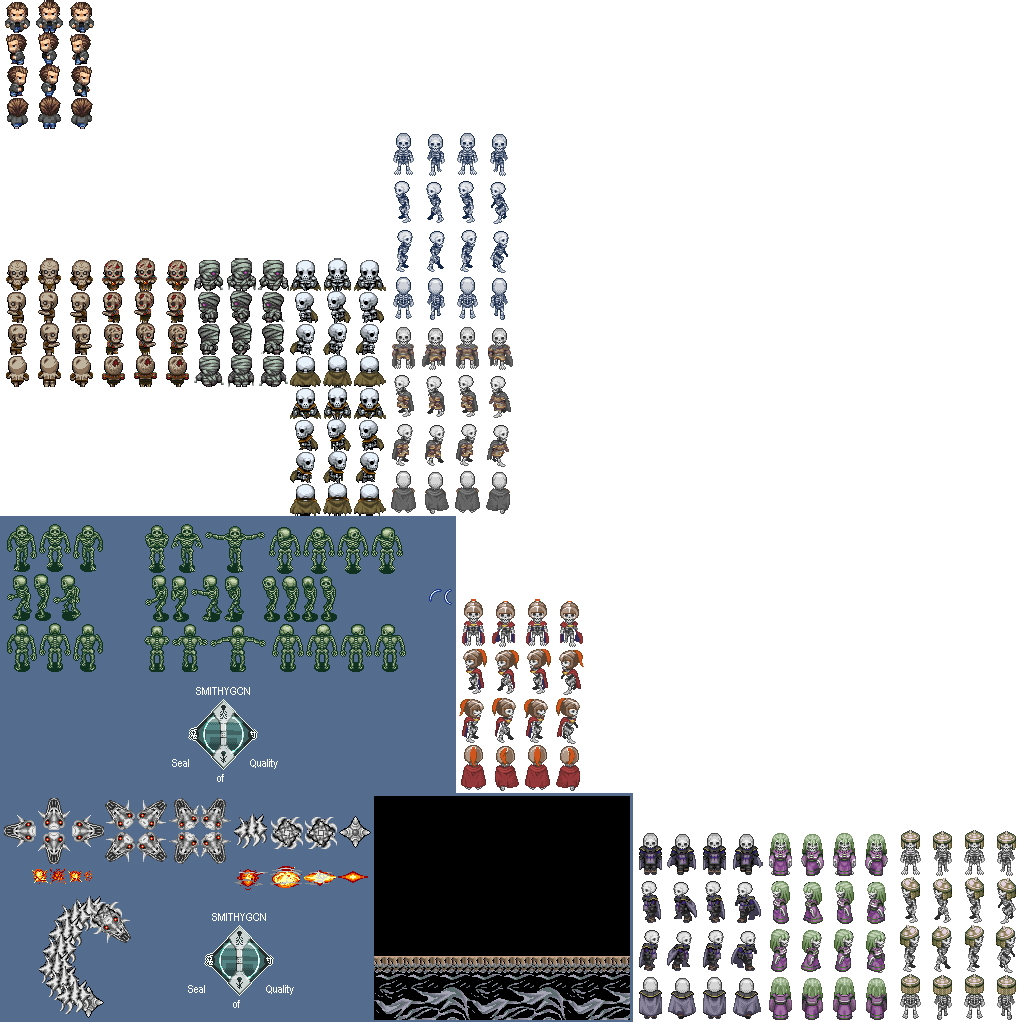 SMITHYGCN
Seal
of
Quality
SMITHYGCN
Seal
of
Quality